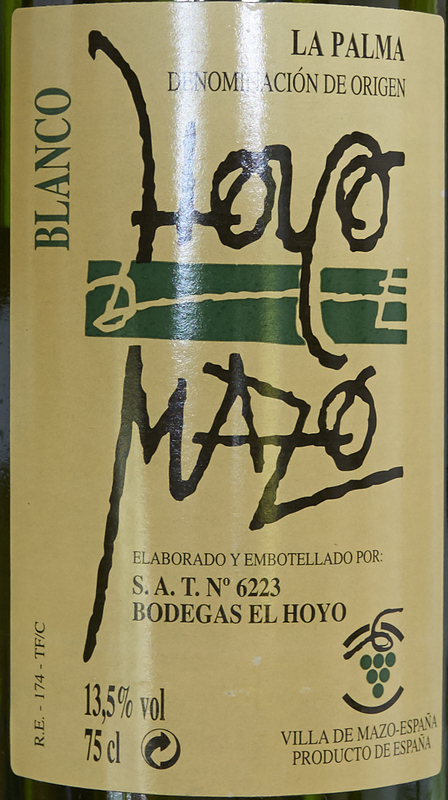 LA PALMA
DENOMINACIÓN DE ORIGEN
BLANCO
HOYO
DE
MAZO
ELABORADO Y EMBOTELLADO POR:
S. A. T. Nº 6223
BODEGAS EL HOYO
R.E. - 174 - TF/C
13,5% vol
75 cl
VILLA DE MAZO-ESPAÑA
PRODUCTO DE ESPAÑA